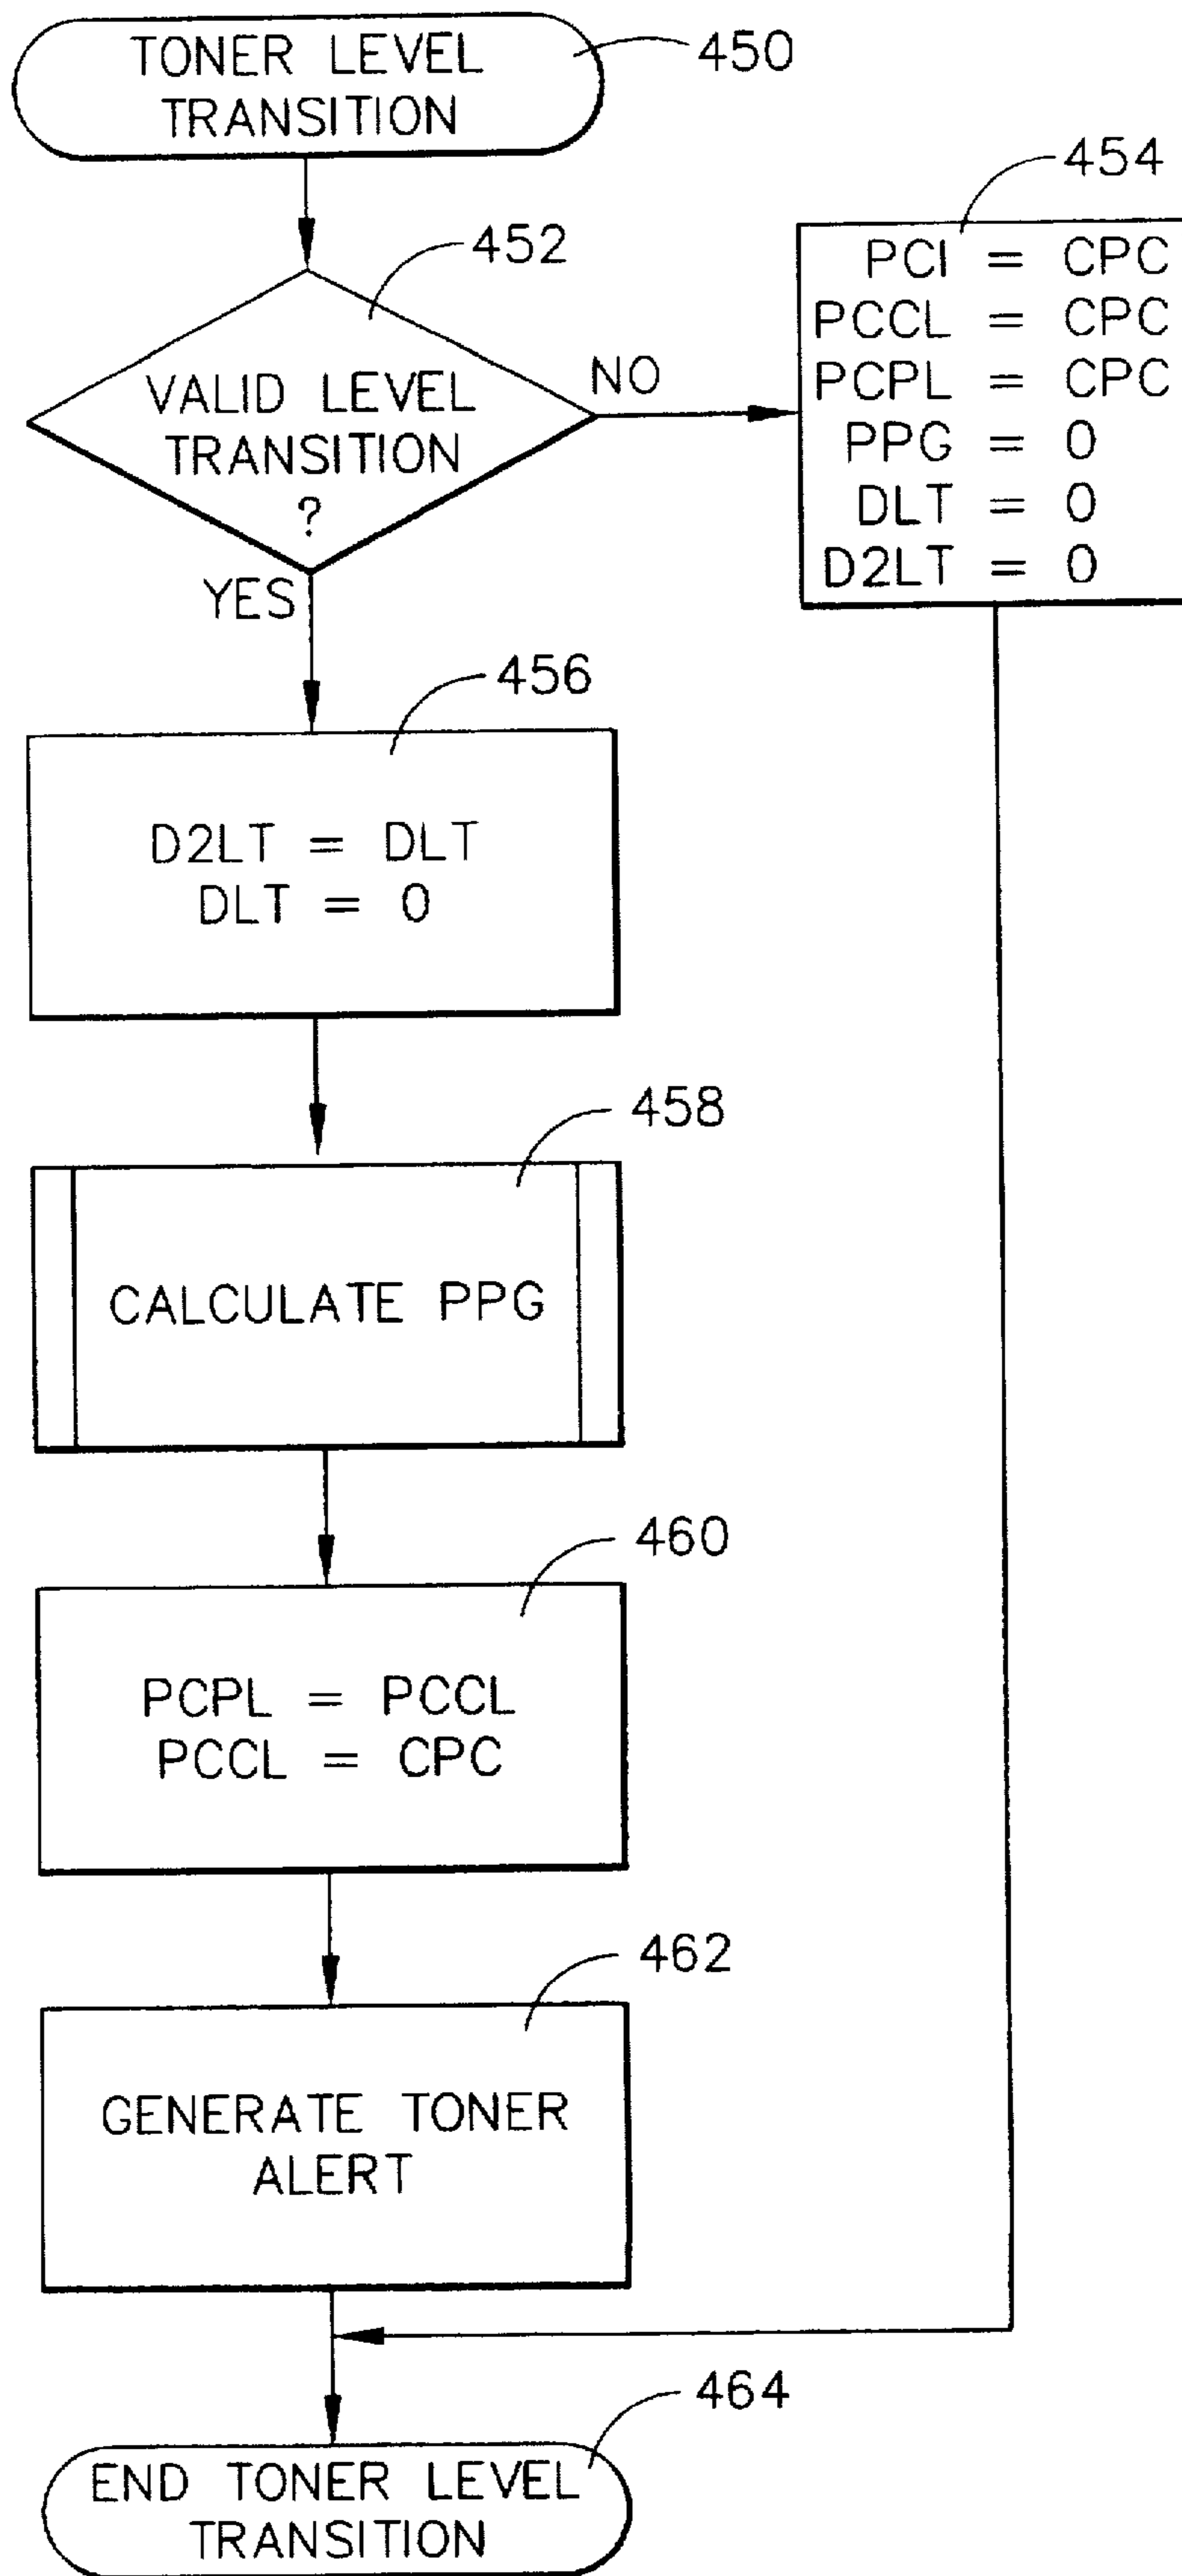 TONER LEVEL
TRANSITION
450
452
VALID LEVEL
TRANSITION
?
NO
YES
454
PCI = CPC
PCCL = CPC
PCPL = CPC
PPG = 0
DLT = 0
D2LT = 0
456
D2LT = DLT
DLT = 0
458
CALCULATE PPG
460
PCPL = PCCL
PCCL = CPC
462
GENERATE TONER
ALERT
464
END TONER LEVEL
TRANSITION